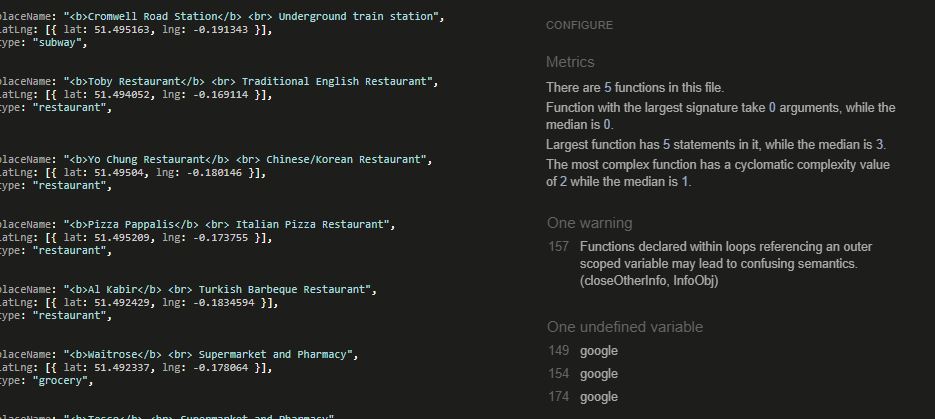 placeName: "<b>Cromwell Road Station</b> <br> Underground train station",
latLng: [{ lat: 51.495163, lng: -0.191343 }],
type: "subway",
placeName: "<b>Toby Restaurant</b> <br> Traditional English Restaurant",
latLng: [{ lat: 51.494052, lng: -0.169114 }],
type: "restaurant",
placeName: "<b>Yo Chung Restaurant</b> <br> Chinese/Korean Restaurant",
latLng: [{ lat: 51.49504, lng: -0.180146 }],
type: "restaurant",
placeName: "<b>Pizza Pappalis</b> <br> Italian Pizza Restaurant",
latLng: [{ lat: 51.495209, lng: -0.173755 }],
type: "restaurant",
placeName: "<b>Al Kabir</b> <br> Turkish Barbeque Restaurant",
latLng: [{ lat: 51.492429, lng: -0.1834594 }],
type: "restaurant",
placeName: "<b>Waitrose</b> <br> Supermarket and Pharmacy",
latLng: [{ lat: 51.492337, lng: -0.178064 }],
type: "grocery",
placeName: "<b>Tesco</b> <br> Supermarket and Pharmacy",
CONFIGURE
Metrics
There are 5 functions in this file.
Function with the largest signature take 0 arguments, while the
median is 0.
Largest function has 5 statements in it, while the median is 3.
The most complex function has a cyclomatic complexity value
of 2 while the median is 1.
One warning
157 Functions declared within loops referencing an outer
scoped variable may lead to confusing semantics.
(closeOtherInfo, InfoObj)
One undefined variable
149 google
154 google
174 google